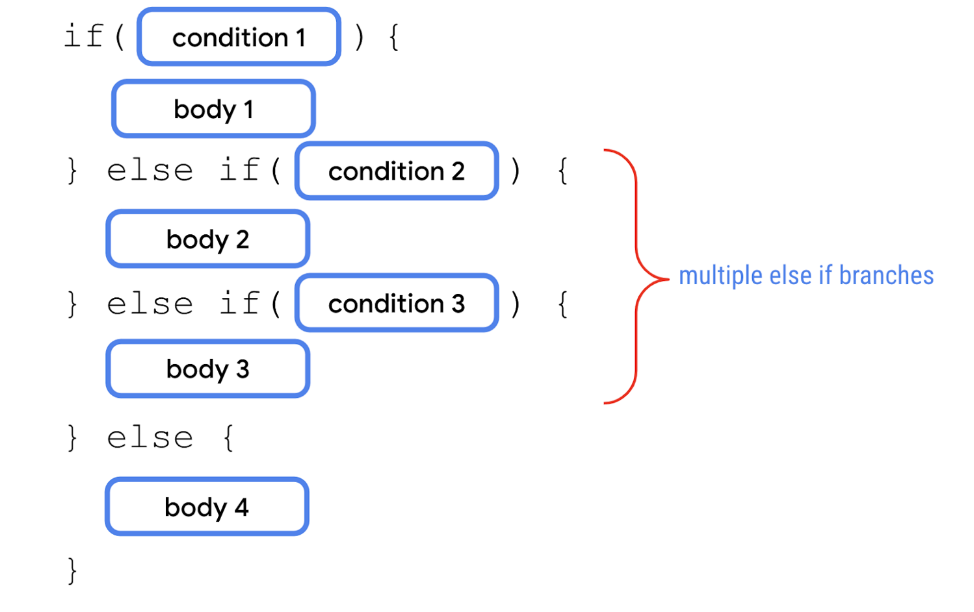 if( condition 1 ) {
body 1
} else if( condition 2 ) {
body 2
} else if( condition 3 ) {
multiple else if branches
body 3
} else {
body 4
}